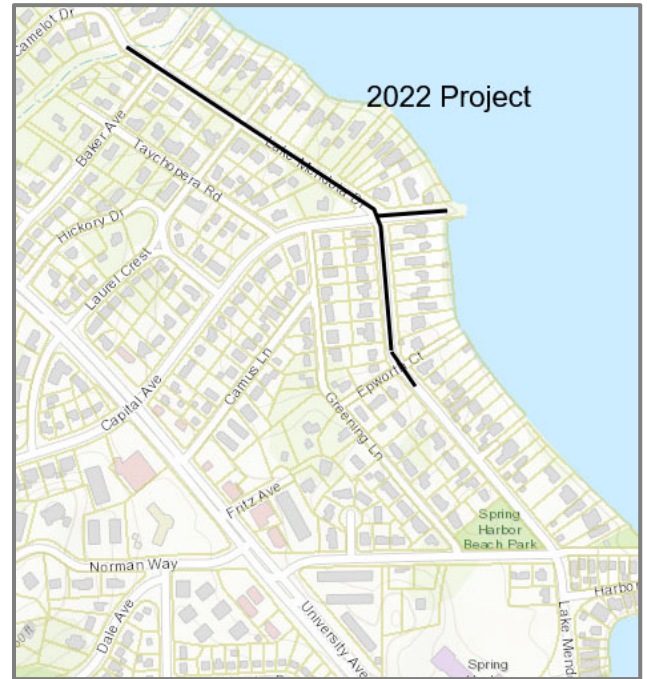 Camelot Dr
2022 Project
Baker Ave
Lake Mendota Dr
Taychopera Rd
Hickory Dr
Laurel Crest
Camus Ln
Epworth Ct
Capital Ave
Greening Ln
Fritz Ave
Spring
Harbor
Beach Park
Norman Way
Harbor
Dale Ave
University Ave
Lake Mend
Spring